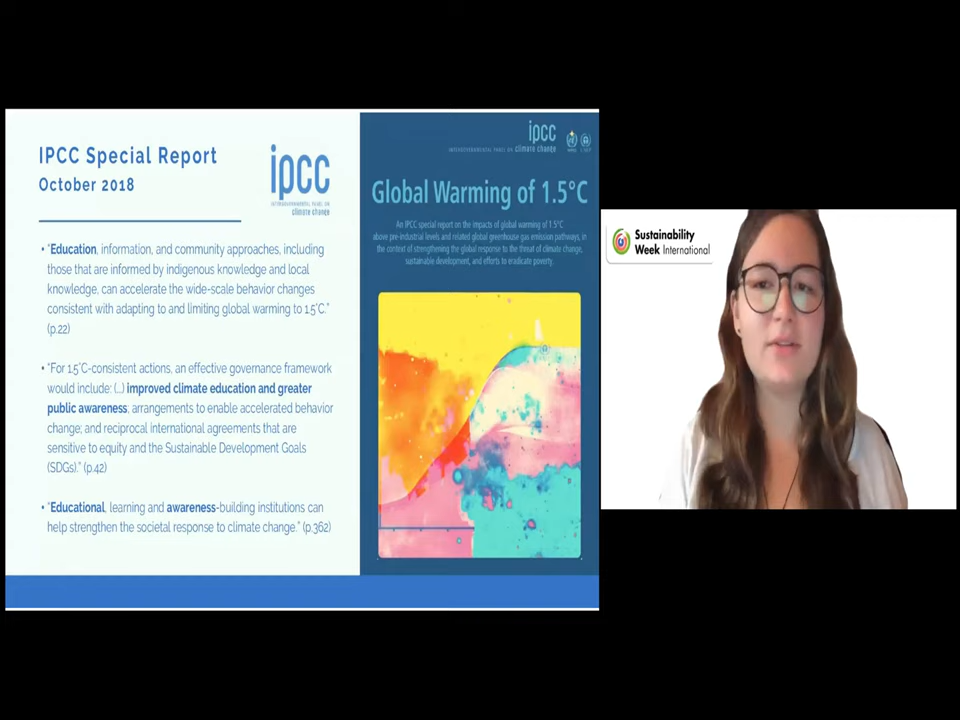 IPCC Special Report
October 2018
ipcc
INTERGOVERNMENTAL PANEL ON
climate change
• "Education, information, and community approaches, including
those that are informed by indigenous knowledge and local
knowledge, can accelerate the wide-scale behavior changes
consistent with adapting to and limiting global warming to 1.5°C."
(p.22)
• "For 1.5°C-consistent actions, an effective governance framework
would include: (...) improved climate education and greater
public awareness; arrangements to enable accelerated behavior
change; and reciprocal international agreements that are
sensitive to equity and the Sustainable Development Goals
(SDGs)." (p.42)
• "Educational, learning and awareness-building institutions can
help strengthen the societal response to climate change." (p.362)
ipcc
INTERGOVERNMENTAL PANEL ON climate change
Global Warming of 1.5°C
An IPCC special report on the impacts of global warming of 1.5°C
above pre-industrial levels and related global greenhouse gas emission pathways, in
the context of strengthening the global response to the threat of climate change,
sustainable development, and efforts to eradicate poverty.
Sustainability
Week International